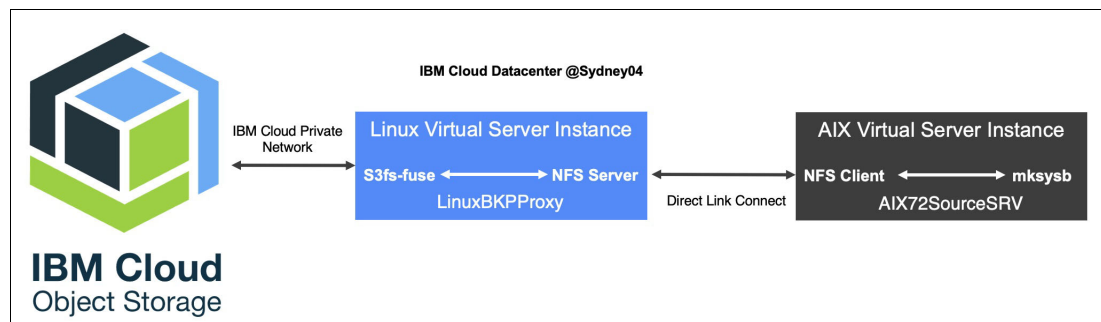 IBM Cloud Datacenter @Sydney04
IBM Cloud Private
Network
Linux Virtual Server Instance
S3fs-fuse
NFS Server
LinuxBKPProxy
Direct Link Connect
AIX Virtual Server Instance
NFS Client
mksysb
AIX72SourceSRV
IBM Cloud
Object Storage